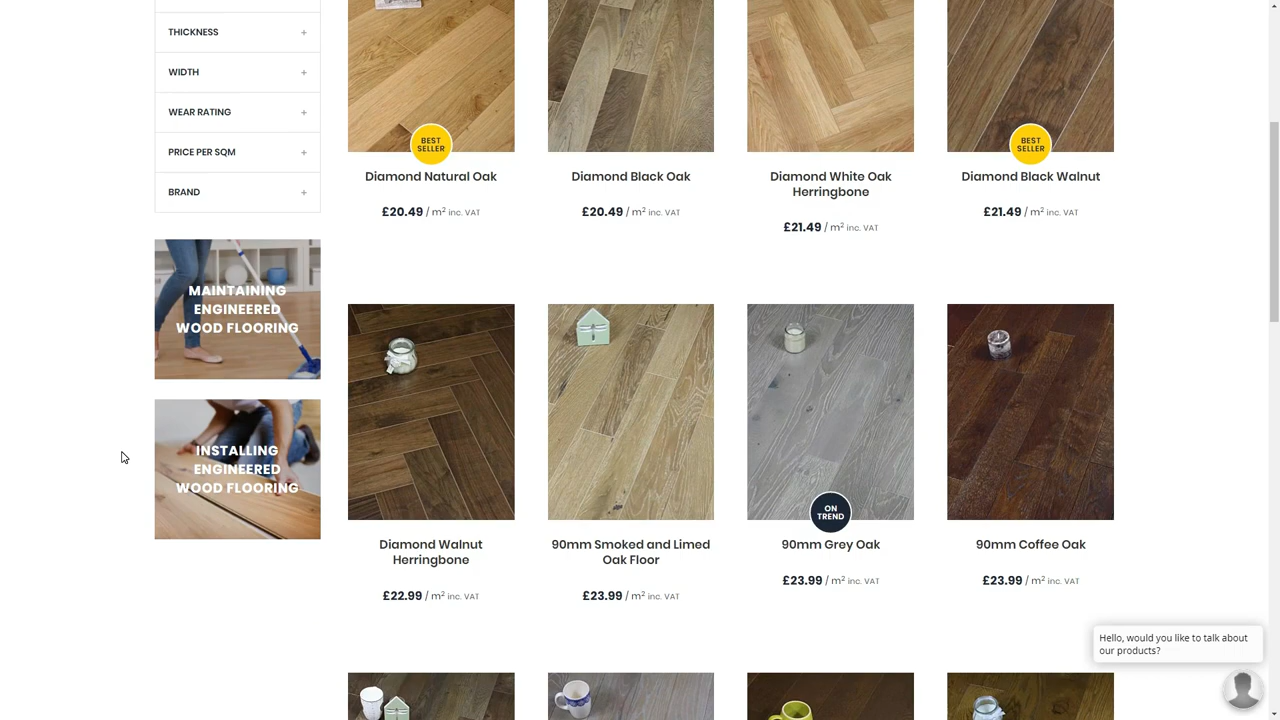 THICKNESS +
WIDTH +
WEAR RATING +
PRICE PER SQM +
BRAND +
MAINTAINING
ENGINEERED
WOOD FLOORING
INSTALLING
ENGINEERED
WOOD FLOORING
BEST
SELLER
Diamond Natural Oak
£20.49 / m² inc. VAT
Diamond Black Oak
£20.49 / m² inc. VAT
Diamond White Oak
Herringbone
£21.49 / m² inc. VAT
BEST
SELLER
Diamond Black Walnut
£21.49 / m² inc. VAT
Diamond Walnut
Herringbone
£22.99 / m² inc. VAT
90mm Smoked and Limed
Oak Floor
£23.99 / m² inc. VAT
ON
TREND
90mm Grey Oak
£23.99 / m² inc. VAT
90mm Coffee Oak
£23.99 / m² inc. VAT
Hello, would you like to talk about
our products?